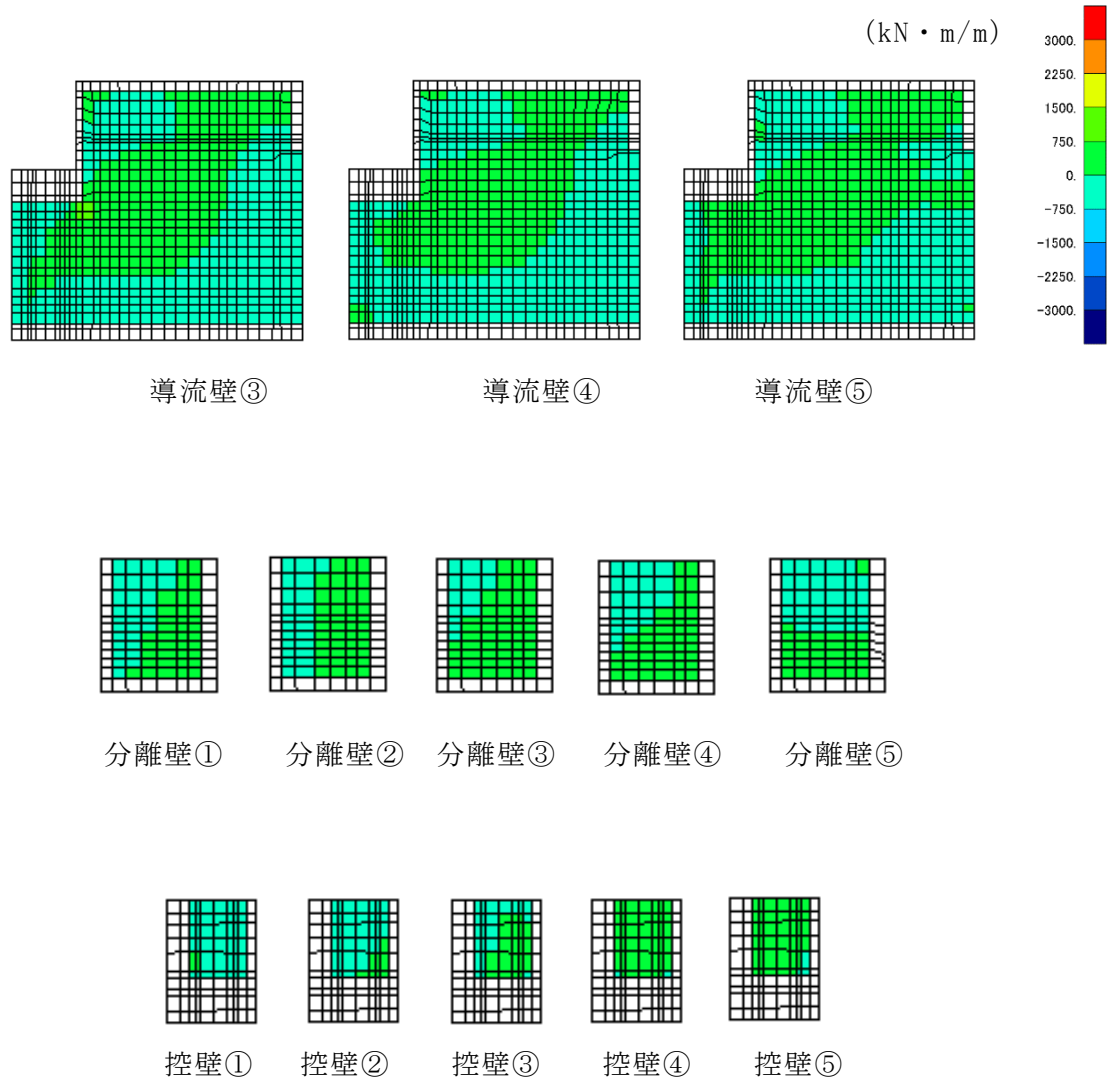 (kN・m/m)
3000.
2250.
1500.
750.
0.
-750.
-1500.
-2250.
-3000.
導流壁③ 導流壁④ 導流壁⑤
分離壁① 分離壁② 分離壁③ 分離壁④ 分離壁⑤
控壁① 控壁② 控壁③ 控壁④ 控壁⑤